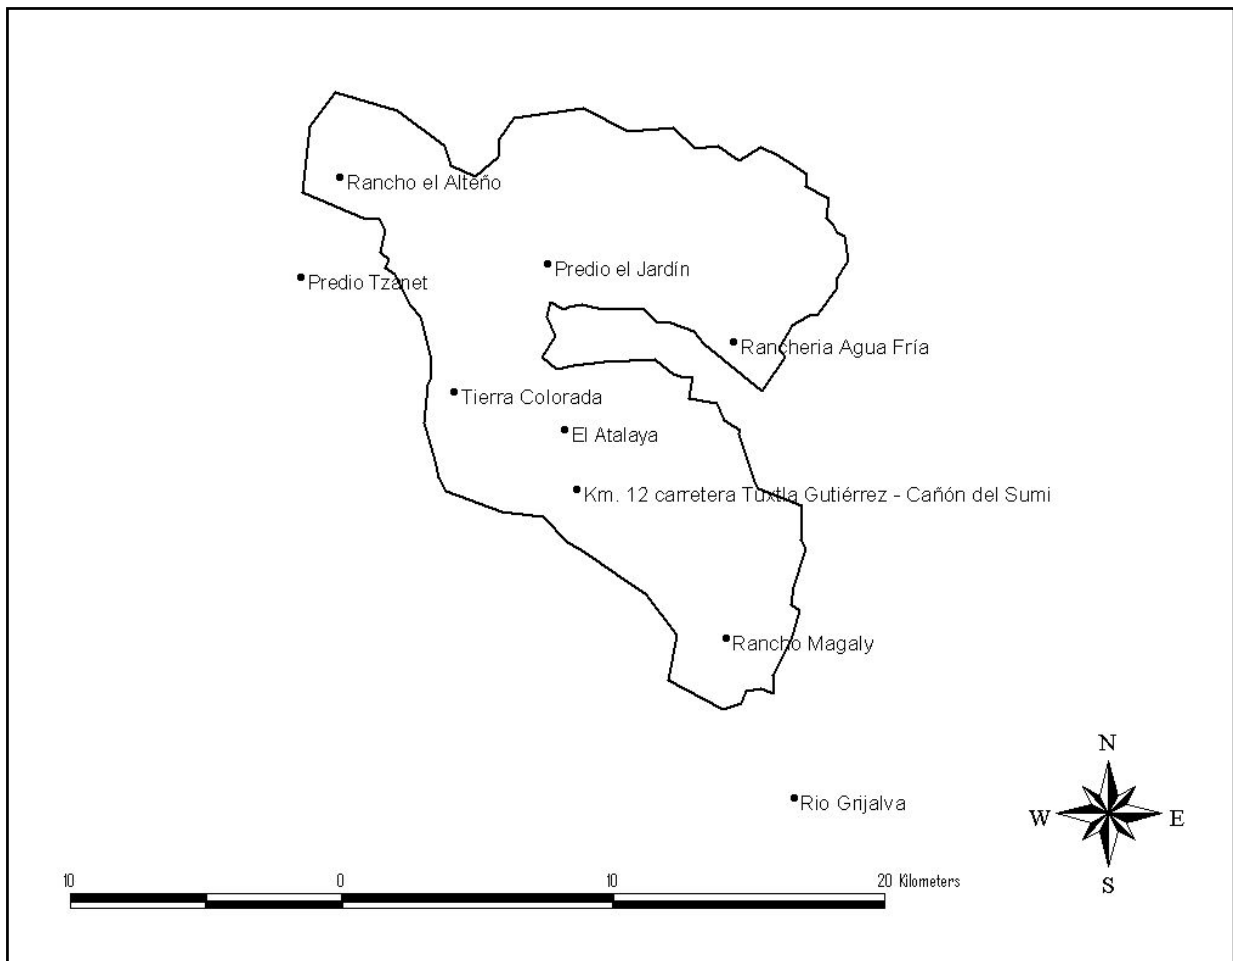 Rancho el Alteño
Predio el Jardín
Predio Tzanet
Rancheria Agua Fría
Tierra Colorada
El Atalaya
Km. 12 carretera Tuxtla Gutiérrez - Cañón del Sumi
Rancho Magaly
N
W E
S
Rio Grijalva
10 0 10 20 Kilometers